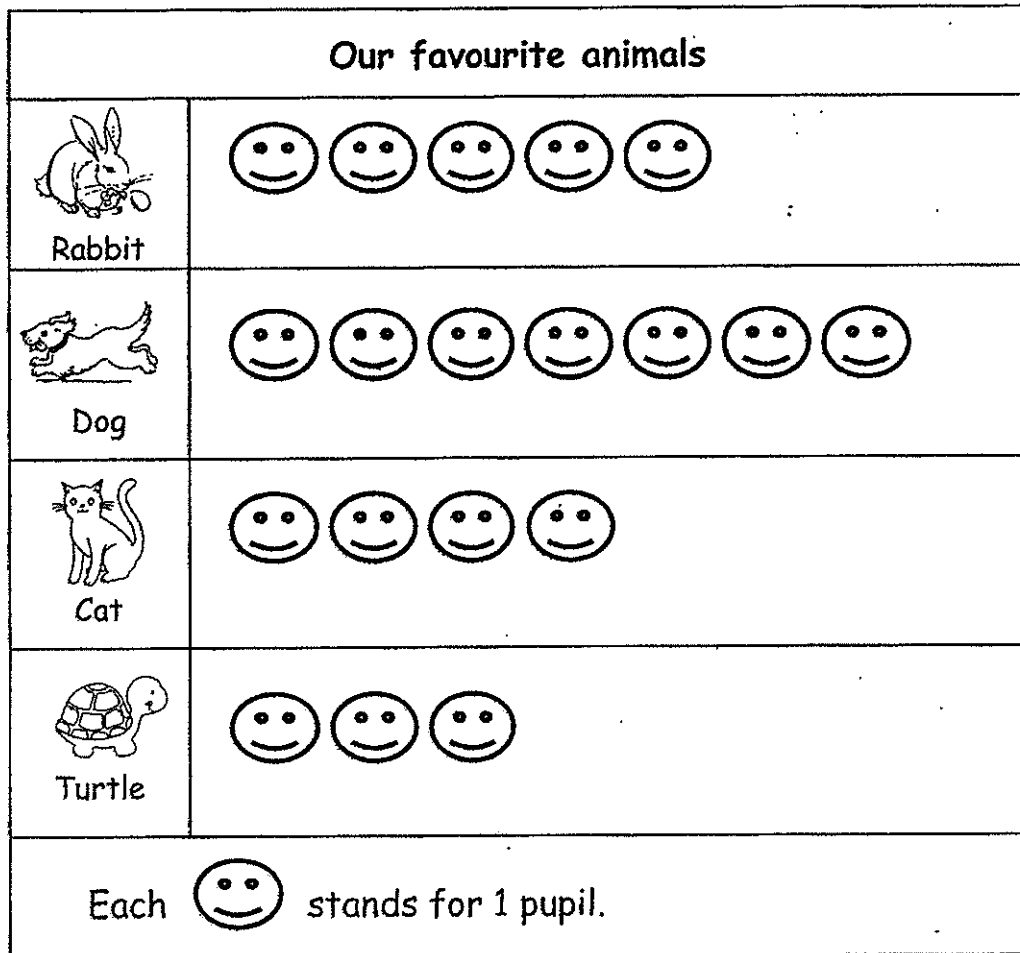 Our favourite animals
Rabbit
Dog
Cat
Turtle
Each stands for 1 pupil.